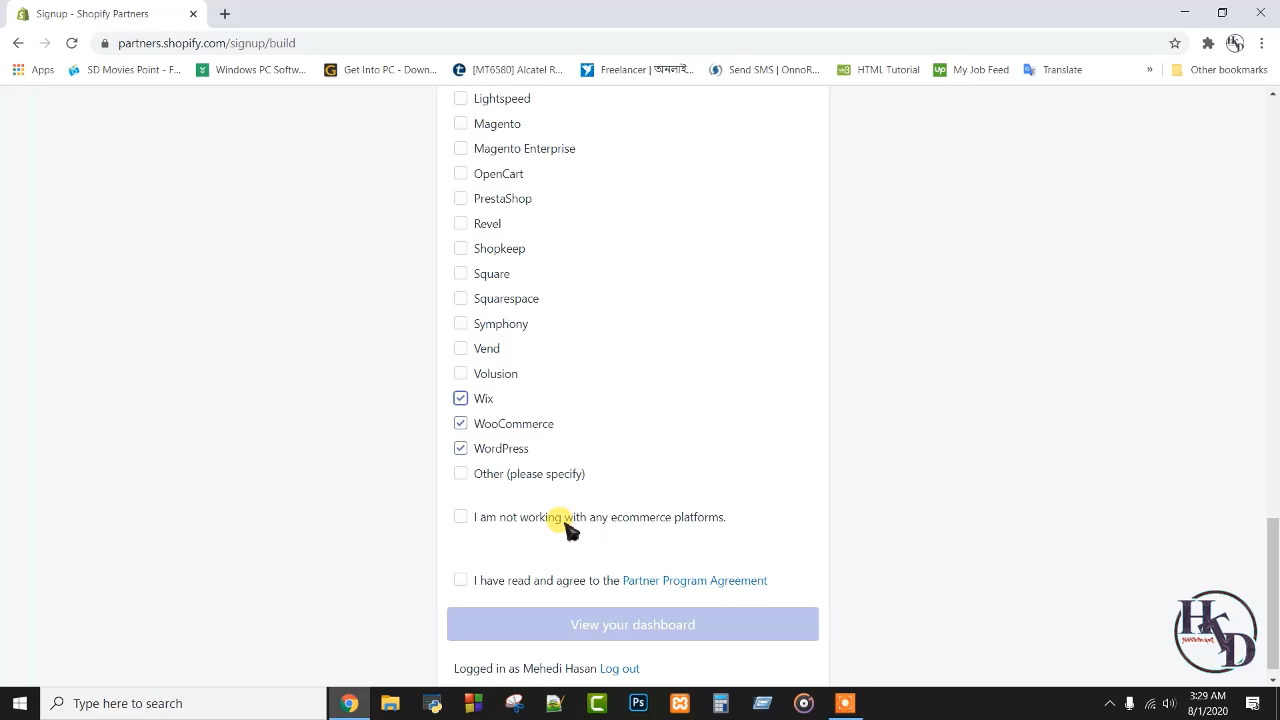 Signup - Shopify Partners
partners.shopify.com/signup/build
Apps
SD Movies Point - F...
Windows PC Softw...
Get Into PC - Down...
[MT6580] Alcatel R...
Freelancer | অনলাই...
Send SMS | OnnoR...
HTML Tutorial
My Job Feed
Translate
»
Other bookmarks
Lightspeed
Magento
Magento Enterprise
OpenCart
PrestaShop
Revel
Shopkeep
Square
Squarespace
Symphony
Vend
Volusion
Wix
WooCommerce
WordPress
Other (please specify)
I am not working with any ecommerce platforms.
I have read and agree to the Partner Program Agreement
View your dashboard
Logged in as Mehedi Hasan Log out
HSD
Type here to search
3:29 AM
8/1/2020